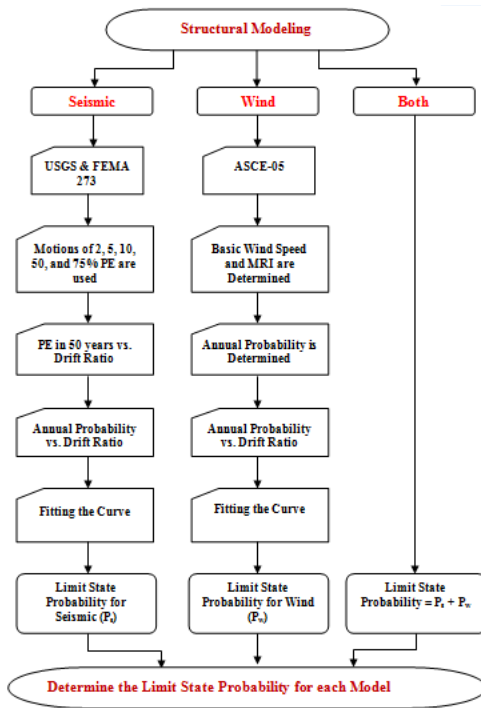 Structural Modeling
Seismic
Wind
Both
USGS & FEMA
273
ASCE-05
Motions of 2, 5, 10,
50, and 75% PE are
used
Basic Wind Speed
and MRI are
Determined
PE in 50 years vs.
Drift Ratio
Annual Probability is
Determined
Annual Probability
vs. Drift Ratio
Annual Probability
vs. Drift Ratio
Fitting the Curve
Fitting the Curve
Limit State
Probability for
Seismic (Ps)
Limit State
Probability for Wind
(Pw)
Limit State
Probability = Ps + Pw
Determine the Limit State Probability for each Model